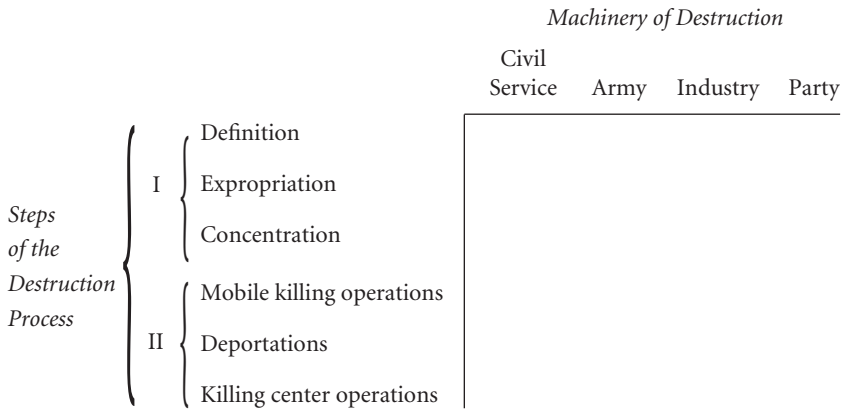 Machinery of Destruction
Civil
Service Army Industry Party
Definition
I Expropriation
Concentration
Steps
of the
Destruction
Process
Mobile killing operations
II Deportations
Killing center operations